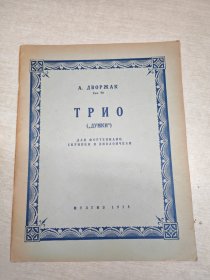 А. ДВОРЖАК
ТРИО
(„ДУМКИ“)
ДЛЯ ФОРТЕПИАНО
СКРИПКИ И ВИОЛОНЧЕЛИ
МУЗГИЗ